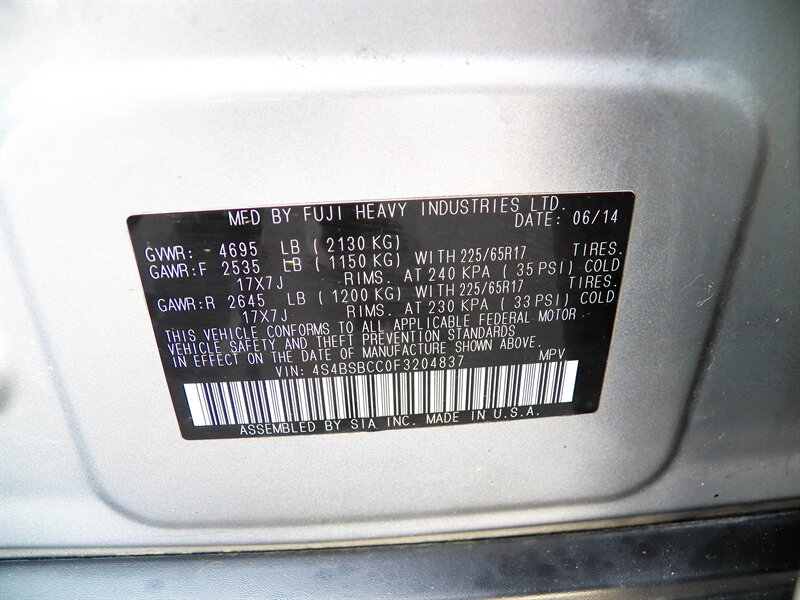 MFD BY FUJI HEAVY INDUSTRIES LTD.
DATE: 06/14
GVWR: 4695 LB ( 2130 KG)
GAWR:F 2535 LB ( 1150 KG) WITH 225/65R17 TIRES.
17X7J RIMS. AT 240 KPA ( 35 PSI) COLD
GAWR:R 2645 LB ( 1200 KG) WITH 225/65R17 TIRES.
17X7J RIMS. AT 230 KPA ( 33 PSI) COLD
THIS VEHICLE CONFORMS TO ALL APPLICABLE FEDERAL MOTOR
VEHICLE SAFETY AND THEFT PREVENTION STANDARDS
IN EFFECT ON THE DATE OF MANUFACTURE SHOWN ABOVE.
VIN: 4S4BSBCC0F3204837 MPV
ASSEMBLED BY SIA INC. MADE IN U.S.A.